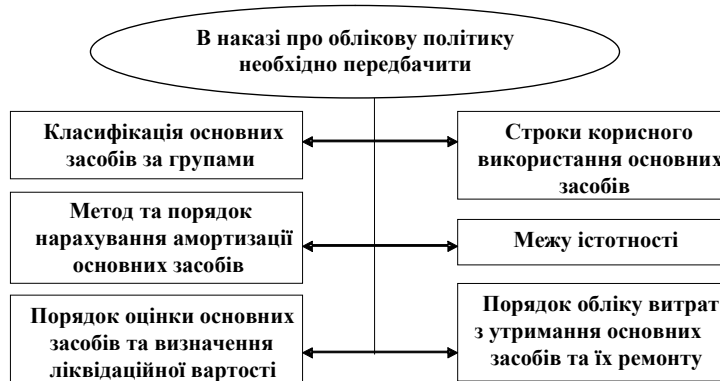 В наказі про облікову політику
необхідно передбачити
Класифікація основних
засобів за групами
Строки корисного
використання основних
засобів
Метод та порядок
нарахування амортизації
основних засобів
Межу істотності
Порядок оцінки основних
засобів та визначення
ліквідаційної вартості
Порядок обліку витрат
з утримання основних
засобів та їх ремонту